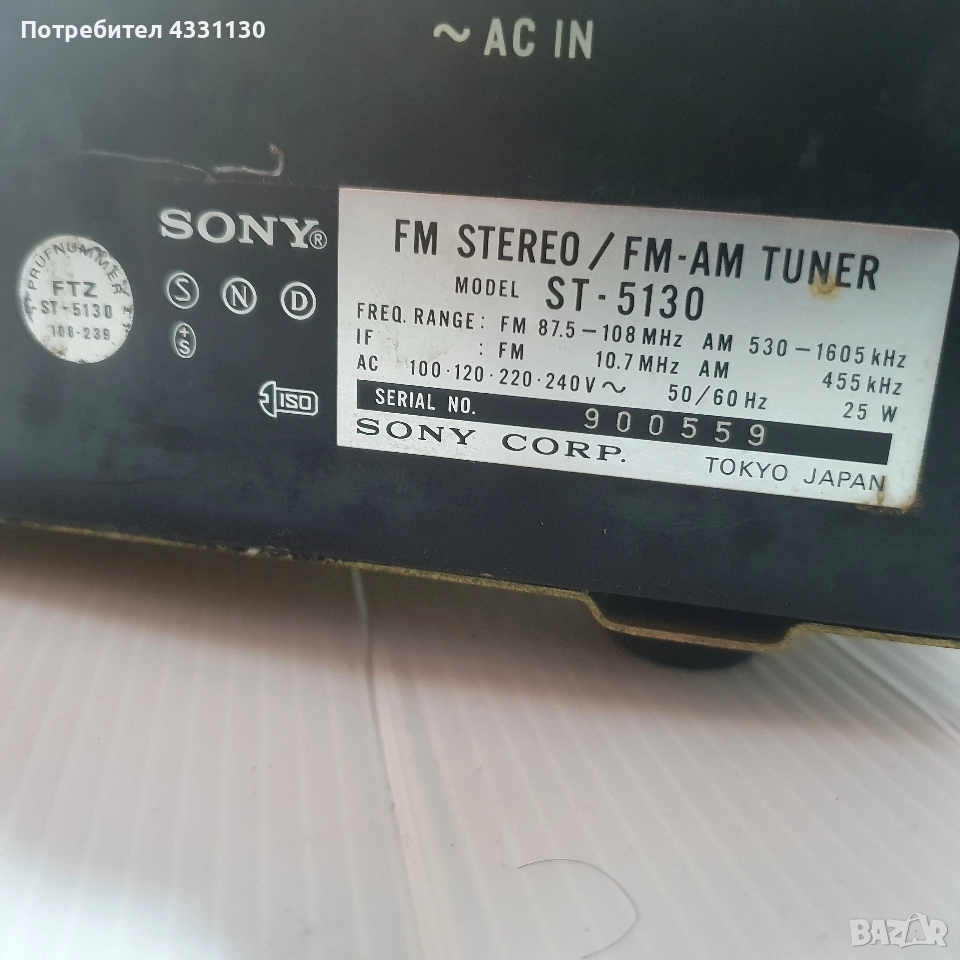 Потребител 4331130
~ AC IN
SONY®
PRÜFNUMMER
FTZ
ST-5130
S N D
+S
ISO
FM STEREO / FM-AM TUNER
MODEL ST-5130
FREQ. RANGE: FM 87.5-108 MHz AM 530-1605 kHz
IF : FM 10.7 MHz AM 455 kHz
AC 100·120·220·240V ~ 50/60 Hz 25 W
SERIAL NO. 900559
SONY CORP. TOKYO JAPAN
BAZAR